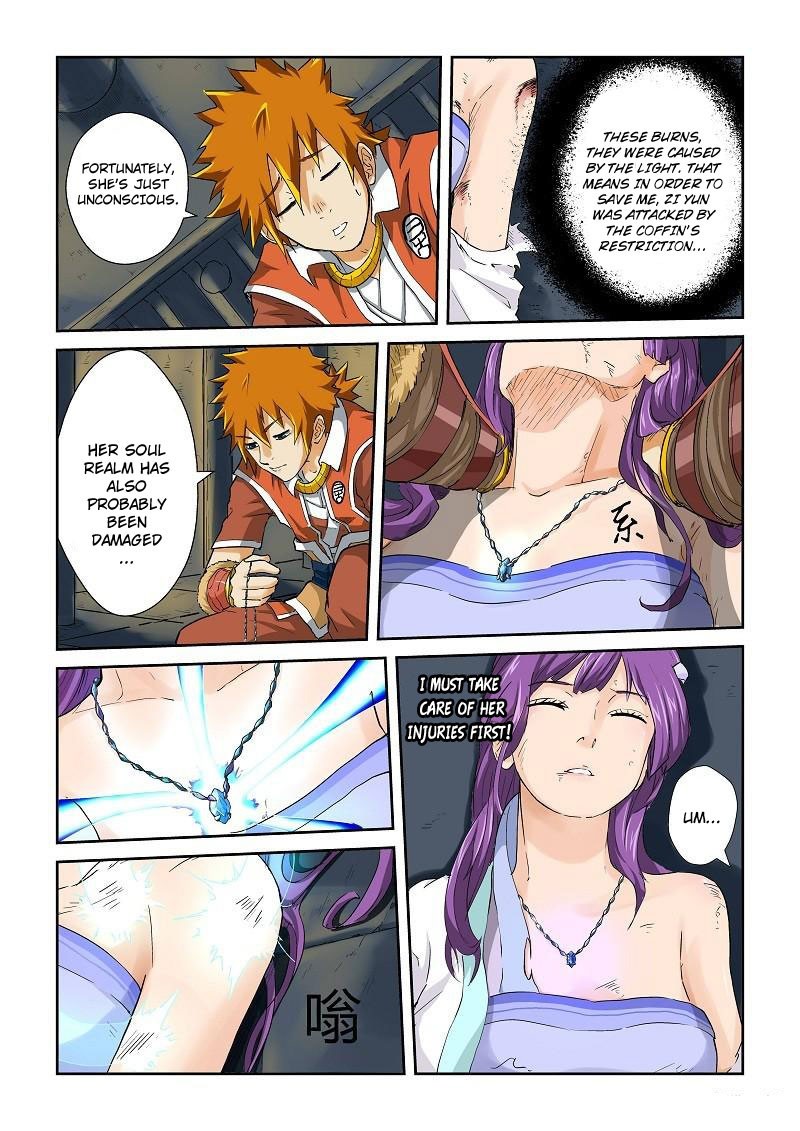 FORTUNATELY,
SHE'S JUST
UNCONSCIOUS.
THESE BURNS,
THEY WERE CAUSED
BY THE LIGHT. THAT
MEANS IN ORDER TO
SAVE ME, ZI YUN
WAS ATTACKED BY
THE COFFIN'S
RESTRICTION...
HER SOUL
REALM HAS
ALSO
PROBABLY
BEEN
DAMAGED
...
系
I MUST TAKE
CARE OF HER
INJURIES FIRST!
UM...
嗡